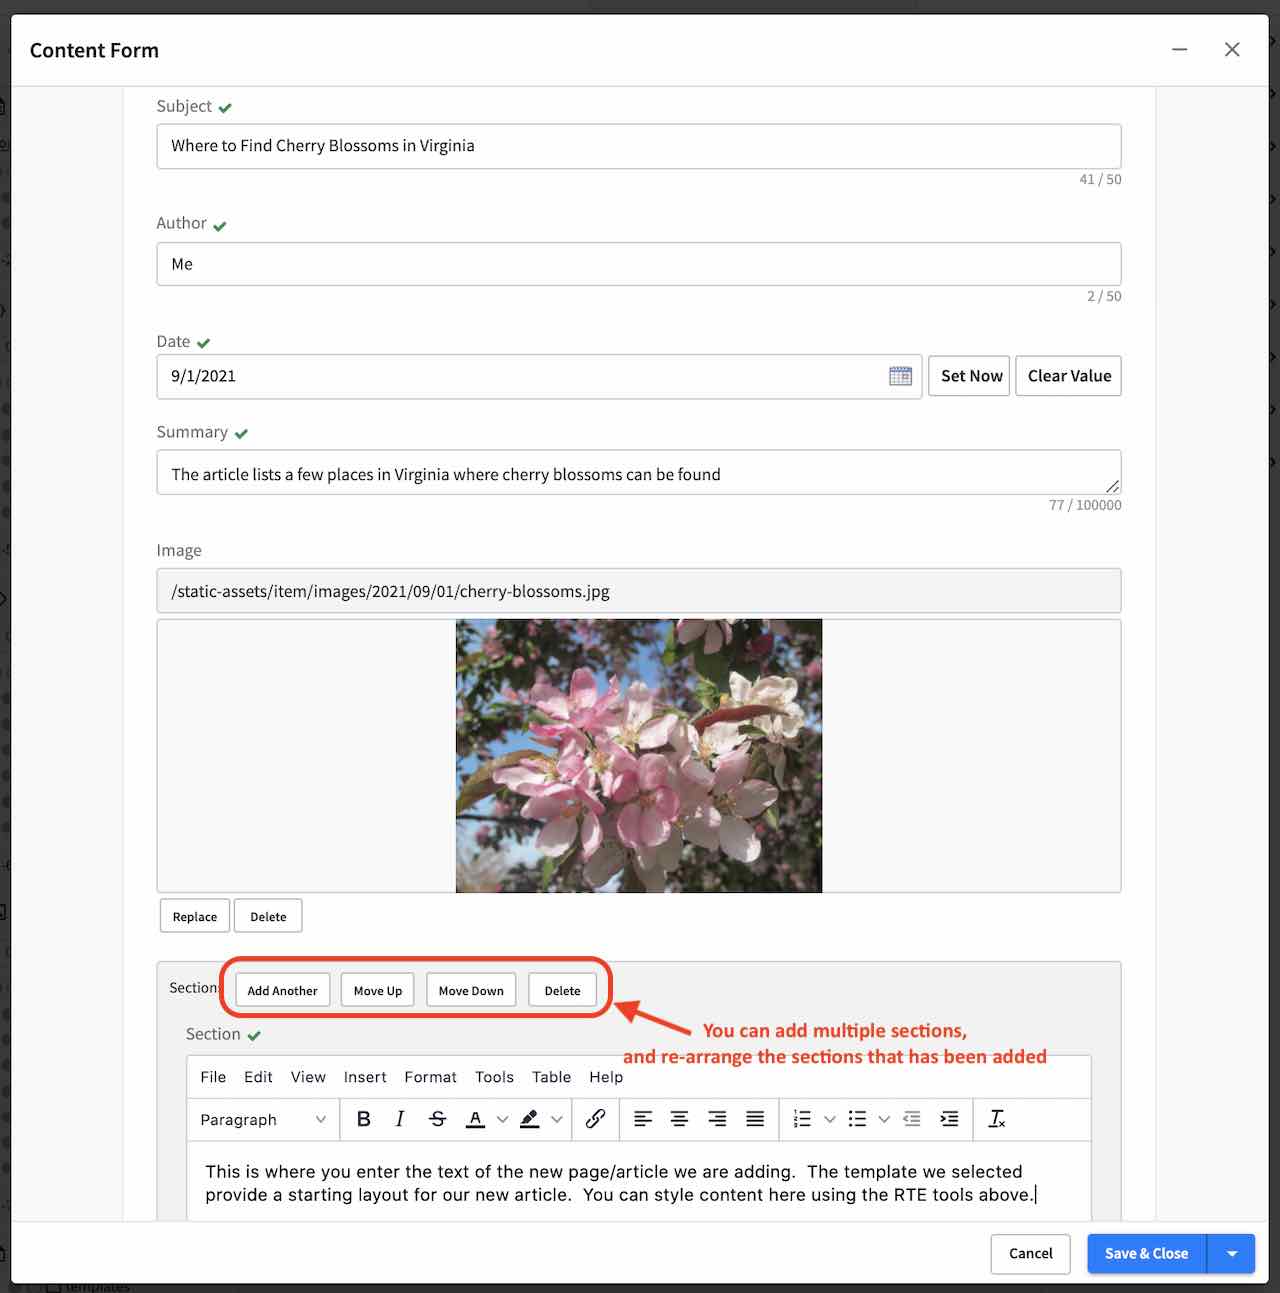 Content Form
Subject
Where to Find Cherry Blossoms in Virginia
41 / 50
Author
Me
2 / 50
Date
9/1/2021
Set Now
Clear Value
Summary
The article lists a few places in Virginia where cherry blossoms can be found
77 / 100000
Image
/static-assets/item/images/2021/09/01/cherry-blossoms.jpg
Replace
Delete
Section
Add Another
Move Up
Move Down
Delete
You can add multiple sections,
and re-arrange the sections that has been added
Section
File Edit View Insert Format Tools Table Help
Paragraph
This is where you enter the text of the new page/article we are adding.  The template we selected
provide a starting layout for our new article.  You can style content here using the RTE tools above.
Cancel
Save & Close
templates